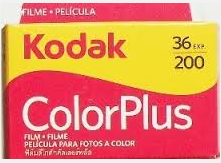 FILME • PELÍCULA
Kodak
36 EXP.
200
ColorPlus
FILM • FILME
PELÍCULA PARA FOTOS A COLOR